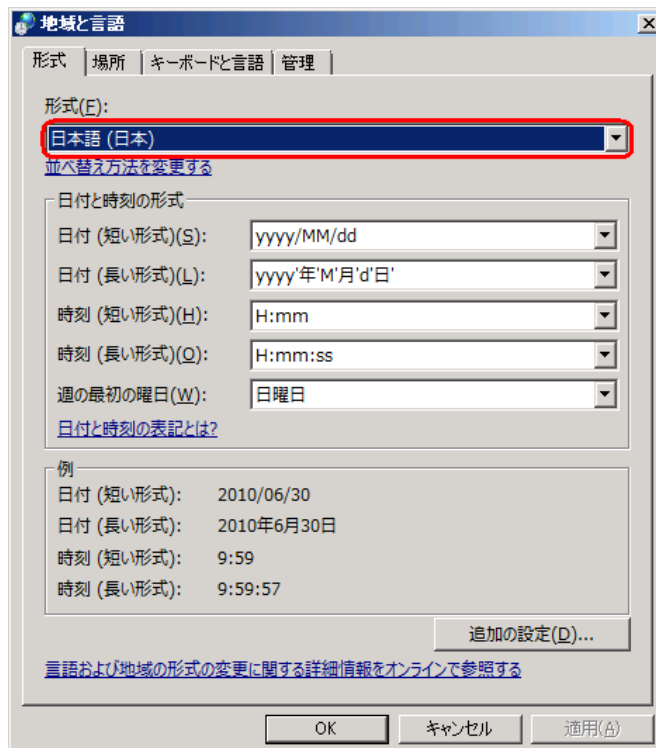 地域と言語
形式 場所 キーボードと言語 管理
形式(F):
日本語 (日本)
並べ替え方法を変更する
日付と時刻の形式
日付 (短い形式)(S): yyyy/MM/dd
日付 (長い形式)(L): yyyy'年'M'月'd'日'
時刻 (短い形式)(H): H:mm
時刻 (長い形式)(O): H:mm:ss
週の最初の曜日(W): 日曜日
日付と時刻の表記とは?
例
日付 (短い形式): 2010/06/30
日付 (長い形式): 2010年6月30日
時刻 (短い形式): 9:59
時刻 (長い形式): 9:59:57
追加の設定(D)...
言語および地域の形式の変更に関する詳細情報をオンラインで参照する
OK キャンセル 適用(A)